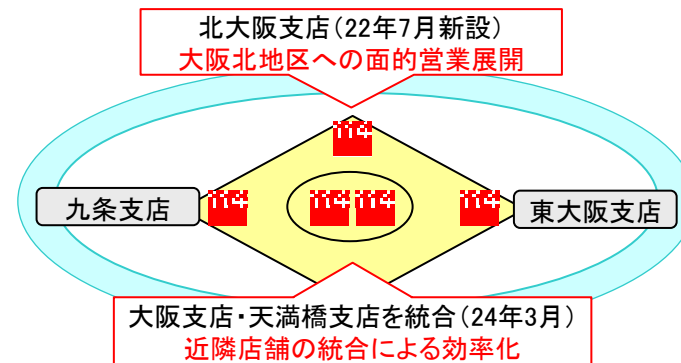 北大阪支店(22年7月新設)
大阪北地区への面的営業展開
114
九条支店
114
114
114
114
東大阪支店
大阪支店・天満橋支店を統合(24年3月)
近隣店舗の統合による効率化